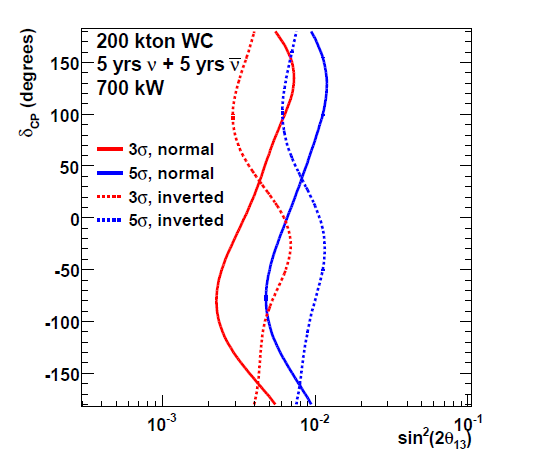 200 kton WC
5 yrs ν + 5 yrs ν̅
700 kW
3σ, normal
5σ, normal
3σ, inverted
5σ, inverted
δCP (degrees)
150
100
50
0
-50
-100
-150
10⁻³
10⁻²
10⁻¹
sin²(2θ₁₃)